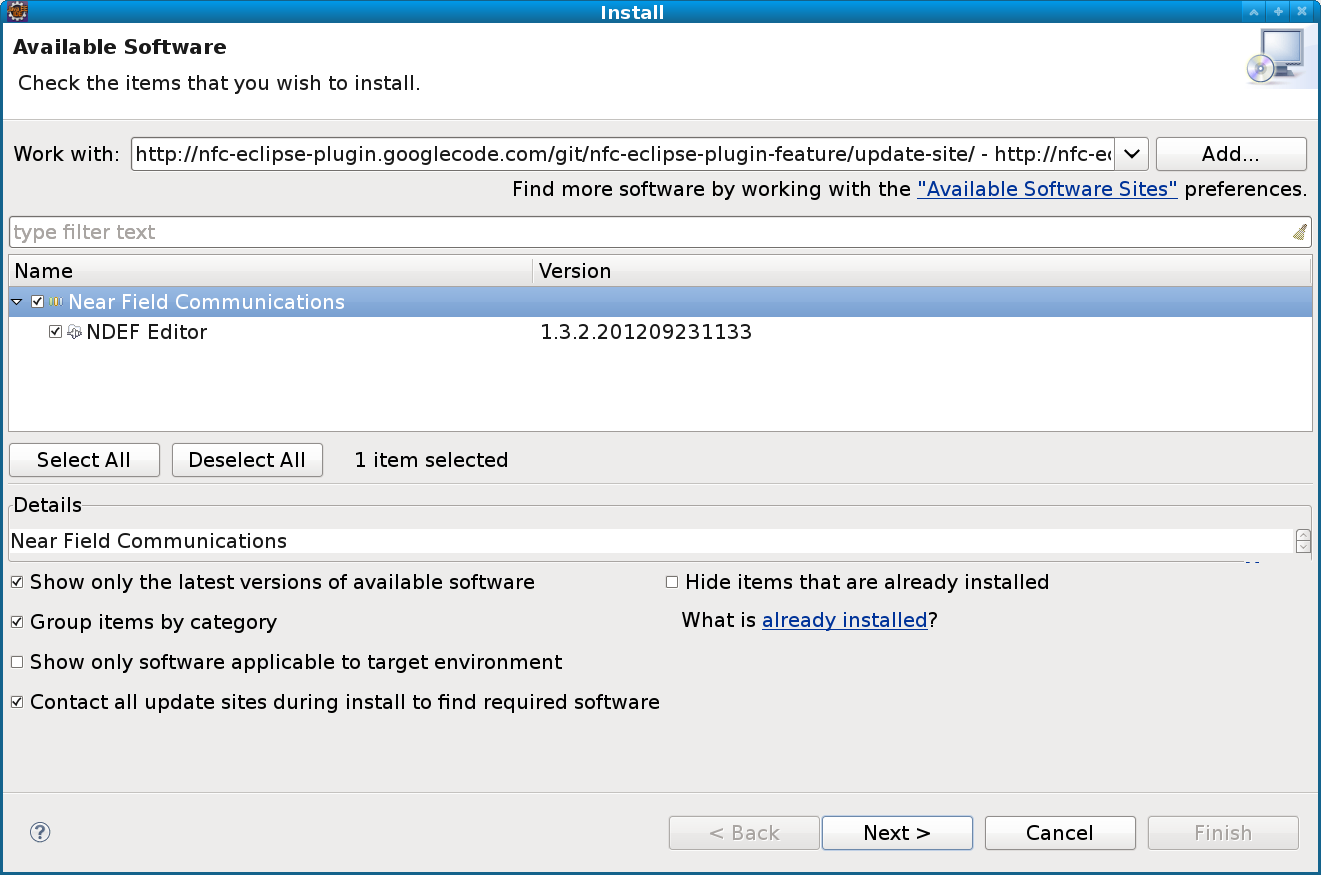 Install
Available Software
Check the items that you wish to install.
Work with: http://nfc-eclipse-plugin.googlecode.com/git/nfc-eclipse-plugin-feature/update-site/ - http://nfc-ec Add...
Find more software by working with the "Available Software Sites" preferences.
type filter text
Name Version
Near Field Communications
NDEF Editor 1.3.2.201209231133
Select All Deselect All 1 item selected
Details
Near Field Communications
Show only the latest versions of available software Hide items that are already installed
Group items by category What is already installed?
Show only software applicable to target environment
Contact all update sites during install to find required software
? < Back Next > Cancel Finish